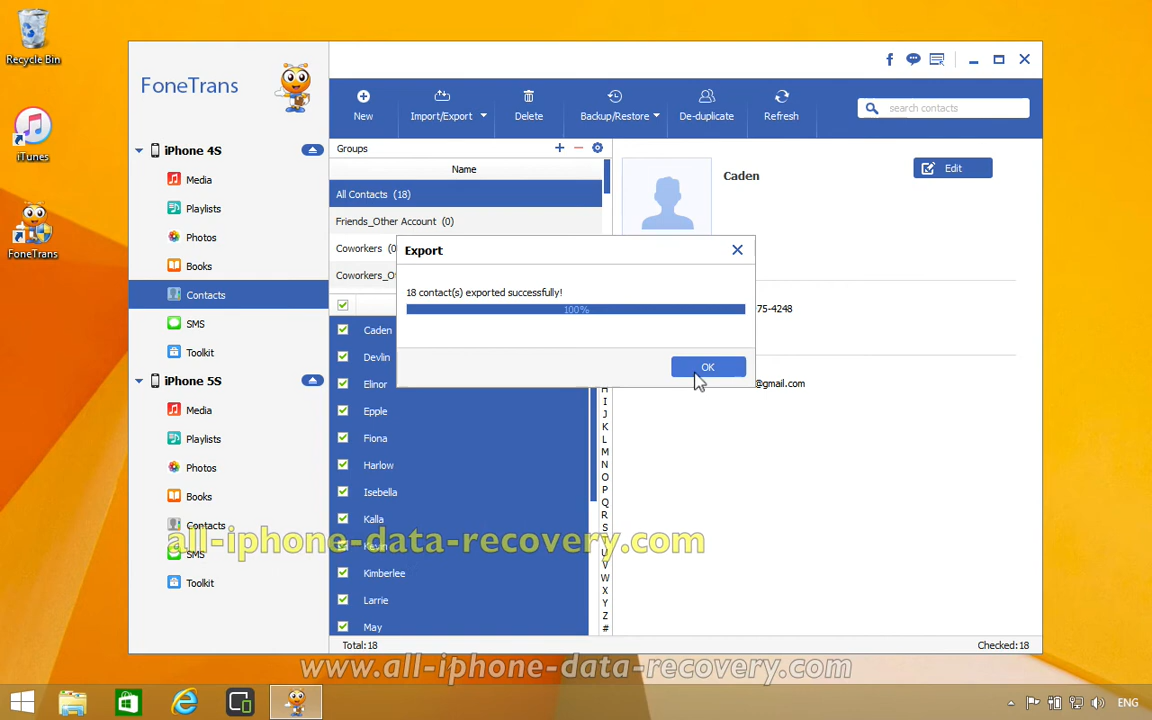 Recycle Bin
iTunes
FoneTrans
FoneTrans
iPhone 4S
Media
Playlists
Photos
Books
Contacts
SMS
Toolkit
iPhone 5S
Media
Playlists
Photos
Books
Contacts
SMS
Toolkit
New
Import/Export
Delete
Backup/Restore
De-duplicate
Refresh
search contacts
Groups
Name
All Contacts (18)
Friends_Other Account (0)
Coworkers (0
Coworkers_O
Caden
Devlin
Elinor
Epple
Fiona
Harlow
Isebella
Kalla
Kevin
Kimberlee
Larrie
May
H
I
J
K
L
M
N
O
P
Q
R
S
T
U
V
W
X
Y
Z
#
Caden
Edit
75-4248
@gmail.com
Export
18 contact(s) exported successfully!
100%
OK
all-iphone-data-recovery.com
Total:18
Checked:18
www.all-iphone-data-recovery.com
ENG